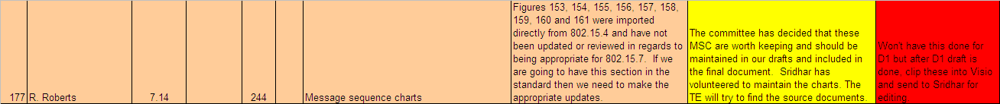 177 R. Roberts 7.14 244 Message sequence charts
Figures 153, 154, 155, 156, 157, 158,
159, 160 and 161 were imported
directly from 802.15.4 and have not
been updated or reviewed in regards to
being appropriate for 802.15.7.  If we
are going to have this section in the
standard then we need to make the
appropriate updates.
The committee has decided that these
MSC are worth keeping and should be
maintained in our drafts and included in
the final document.  Sridhar has
volunteered to maintain the charts. The
TE will try to find the source documents.
Won't have this done for
D1 but after D1 draft is
done, clip these into Visio
and send to Sridhar for
editing.